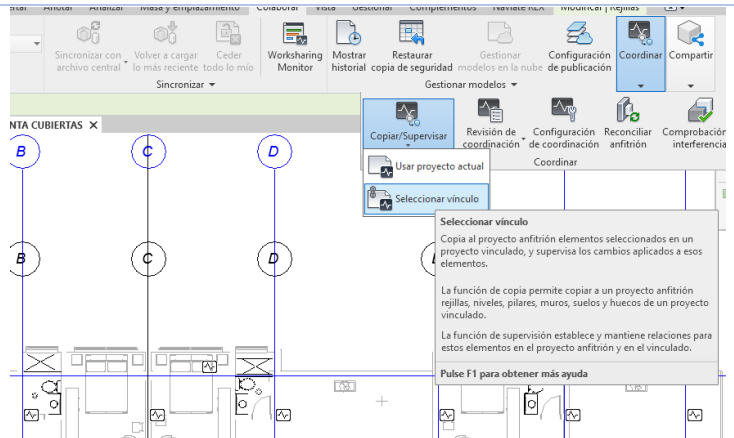 Anotar Analizar Masa y emplazamiento Colaborar Vista Gestionar Complementos Naviate REX Modificar | Rejillas
Sincronizar con archivo central
Volver a cargar lo más reciente
Ceder todo lo mío
Worksharing Monitor
Mostrar historial
Restaurar copia de seguridad
Gestionar modelos en la nube
Configuración de publicación
Coordinar
Compartir
Sincronizar
Gestionar modelos
NTA CUBIERTAS X
Copiar/Supervisar
Revisión de coordinación
Configuración de coordinación
Reconciliar anfitrión
Comprobación interferencia
Coordinar
Usar proyecto actual
Seleccionar vínculo
B C D
Seleccionar vínculo
Copia al proyecto anfitrión elementos seleccionados en un
proyecto vinculado, y supervisa los cambios aplicados a esos
elementos.
La función de copia permite copiar a un proyecto anfitrión
rejillas, niveles, pilares, muros, suelos y huecos de un proyecto
vinculado.
La función de supervisión establece y mantiene relaciones para
estos elementos en el proyecto anfitrión y en el vinculado.
Pulse F1 para obtener más ayuda
B C D